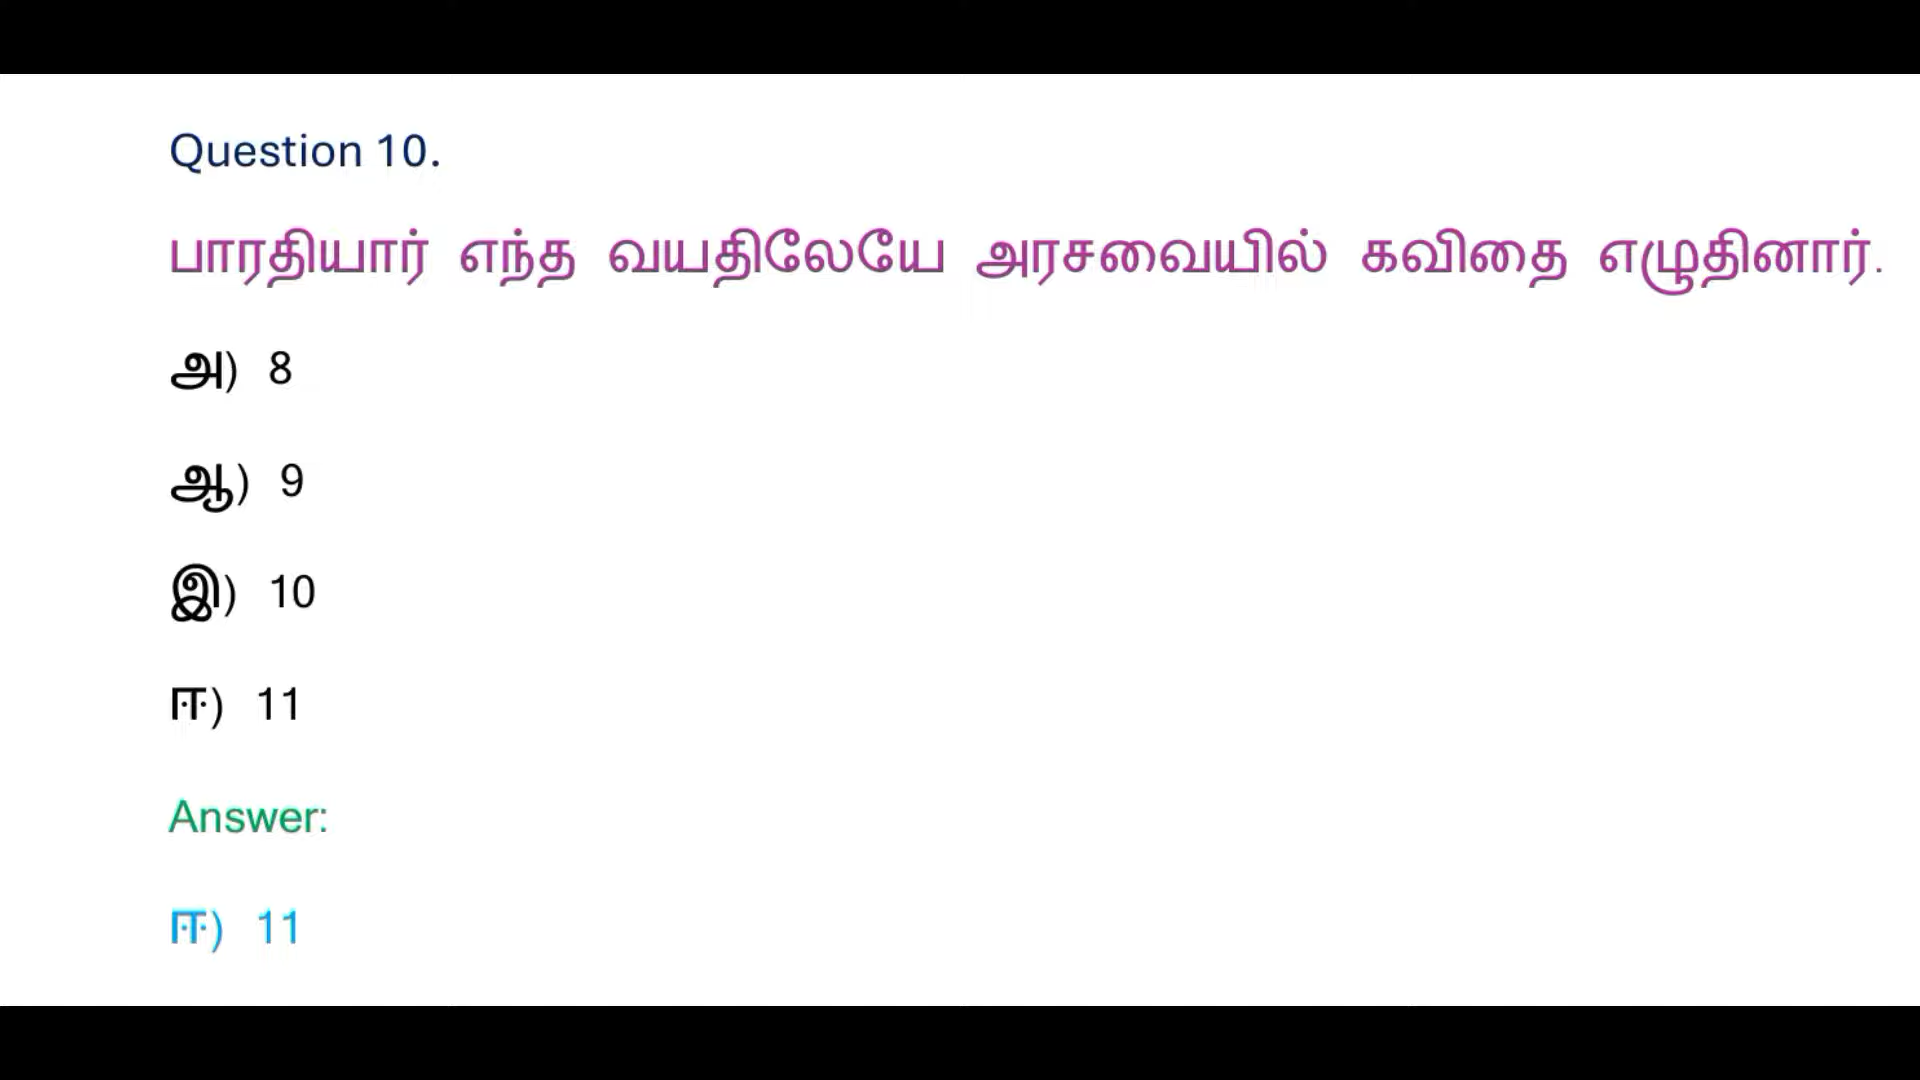 Question 10.
பாரதியார் எந்த வயதிலேயே அரசவையில் கவிதை எழுதினார்.
அ) 8
ஆ) 9
இ) 10
ஈ) 11
Answer:
ஈ) 11